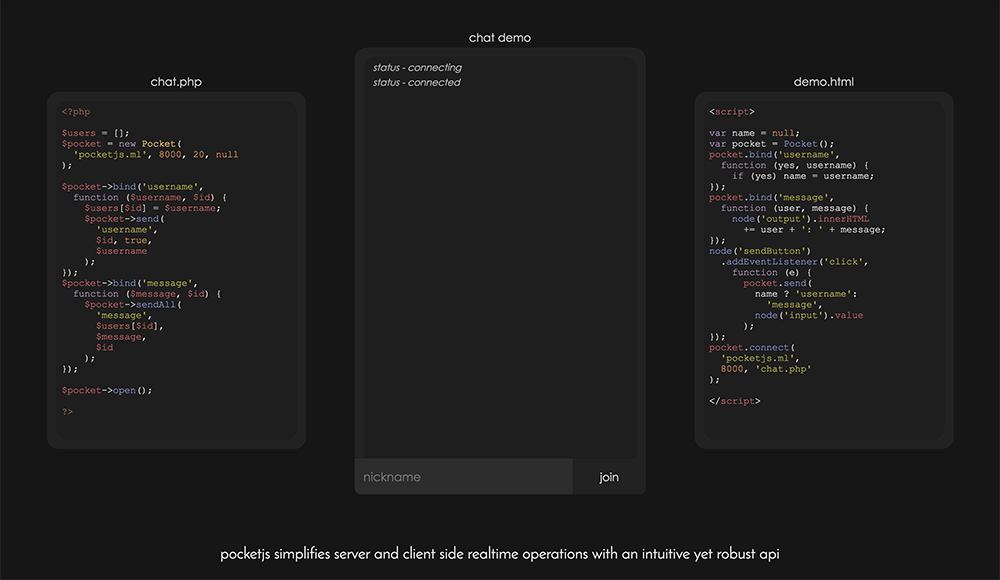 chat.php
<?php
$users = [];
$pocket = new Pocket(
'pocketjs.ml', 8000, 20, null
);
$pocket->bind('username',
function ($username, $id) {
$users[$id] = $username;
$pocket->send(
'username',
$id, true,
$username
);
});
$pocket->bind('message',
function ($message, $id) {
$pocket->sendAll(
'message',
$users[$id],
$message,
$id
);
});
$pocket->open();
?>
chat demo
status - connecting
status - connected
nickname
join
demo.html
<script>
var name = null;
var pocket = Pocket();
pocket.bind('username',
function (yes, username) {
if (yes) name = username;
});
pocket.bind('message',
function (user, message) {
node('output').innerHTML
+= user + ': ' + message;
});
node('sendButton')
.addEventListener('click',
function (e) {
pocket.send(
name ? 'username':
'message',
node('input').value
);
});
pocket.connect(
'pocketjs.ml',
8000, 'chat.php'
);
</script>
pocketjs simplifies server and client side realtime operations with an intuitive yet robust api